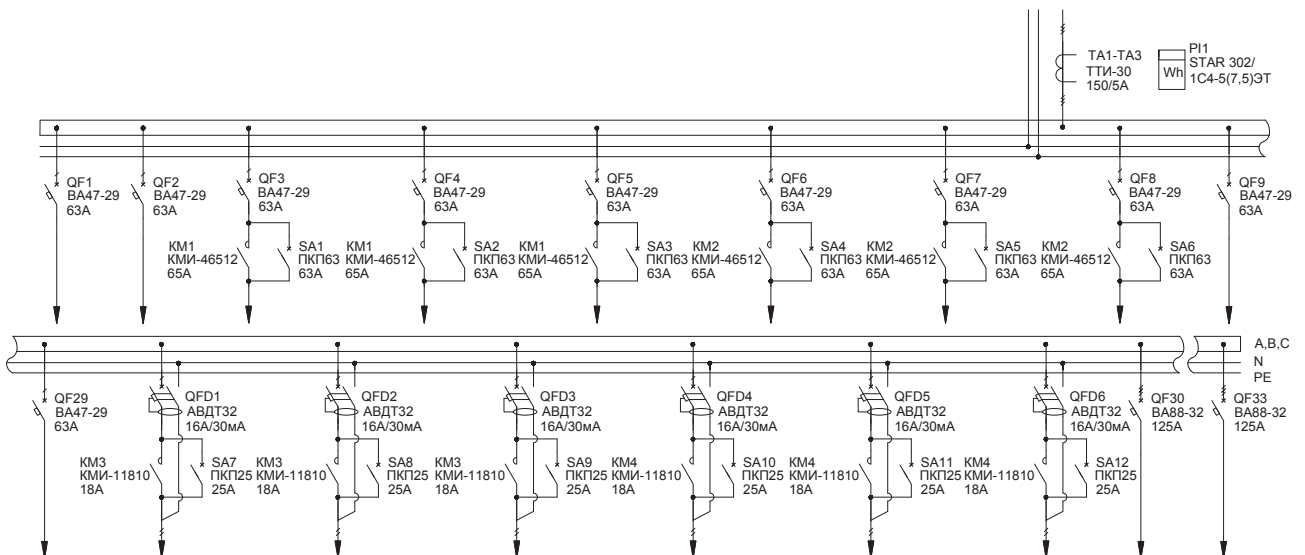 TA1-TA3
ТТИ-30
150/5А
Wh
PI1
STAR 302/
1С4-5(7,5)ЭТ
QF1
ВА47-29
63А
QF2
ВА47-29
63А
QF3
ВА47-29
63А
QF4
ВА47-29
63А
QF5
ВА47-29
63А
QF6
ВА47-29
63А
QF7
ВА47-29
63А
QF8
ВА47-29
63А
QF9
ВА47-29
63А
КМ1
КМИ-46512
65А
SA1
ПКП63
63А
КМ1
КМИ-46512
65А
SA2
ПКП63
63А
КМ1
КМИ-46512
65А
SA3
ПКП63
63А
КМ2
КМИ-46512
65А
SA4
ПКП63
63А
КМ2
КМИ-46512
65А
SA5
ПКП63
63А
КМ2
КМИ-46512
65А
SA6
ПКП63
63А
A,B,C
N
PE
QF29
ВА47-29
63А
QFD1
АВДТ32
16А/30мА
QFD2
АВДТ32
16А/30мА
QFD3
АВДТ32
16А/30мА
QFD4
АВДТ32
16А/30мА
QFD5
АВДТ32
16А/30мА
QFD6
АВДТ32
16А/30мА
QF30
ВА88-32
125А
QF33
ВА88-32
125А
КМ3
КМИ-11810
18А
SA7
ПКП25
25А
КМ3
КМИ-11810
18А
SA8
ПКП25
25А
КМ3
КМИ-11810
18А
SA9
ПКП25
25А
КМ4
КМИ-11810
18А
SA10
ПКП25
25А
КМ4
КМИ-11810
18А
SA11
ПКП25
25А
КМ4
КМИ-11810
18А
SA12
ПКП25
25А